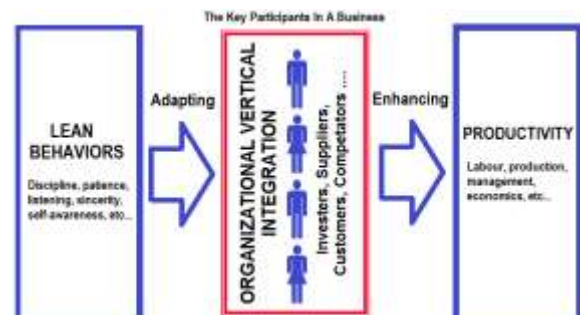 The Key Participants In A Business
LEAN
BEHAVIORS
Discipline, patience,
listening, sincerity,
self-awareness, etc...
Adapting
ORGANIZATIONAL VERTICAL
INTEGRATION
Investers, Suppliers,
Customers, Competators ....
Enhancing
PRODUCTIVITY
Labour, production,
management,
economics, etc...